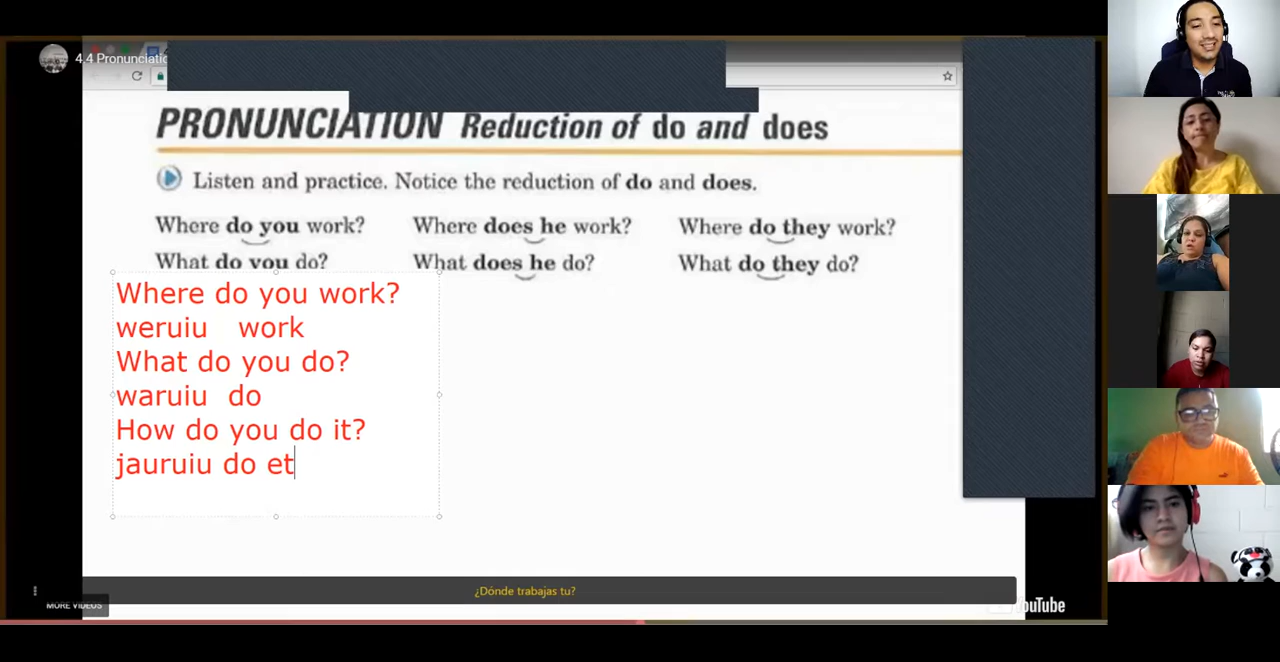 4.4 Pronunciatic
PRONUNCIATION Reduction of do and does
Listen and practice. Notice the reduction of do and does.
Where do you work? Where does he work? Where do they work?
What do you do? What does he do? What do they do?
Where do you work?
weruiu work
What do you do?
waruiu do
How do you do it?
jauruiu do et
¿Dónde trabajas tu?
MORE VIDEOS YouTube